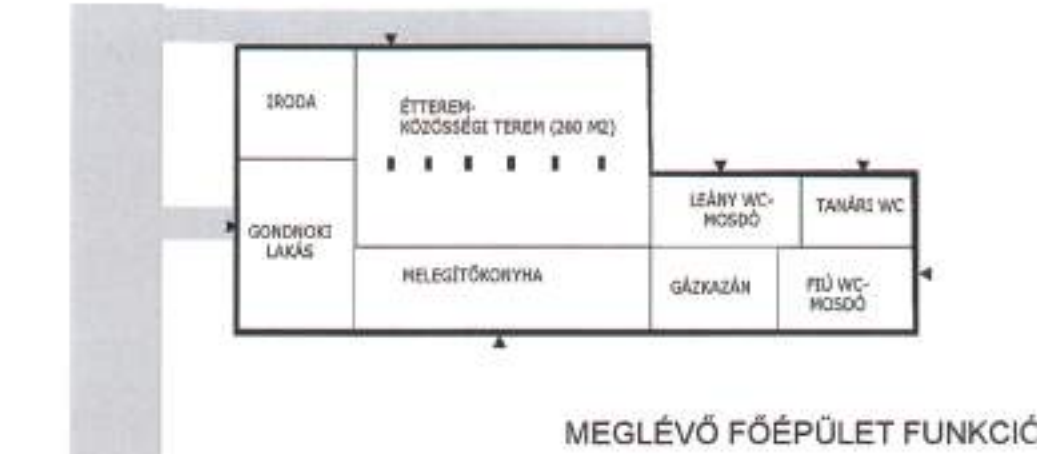 IRODA
ÉTTEREM-
KÖZÖSSÉGI TEREM (260 M2)
LEÁNY WC-
MOSDÓ
TANÁRI WC
GONDNOKI
LAKÁS
MELEGÍTŐKONYHA
GÁZKAZÁN
FIÚ WC-
MOSDÓ
MEGLÉVŐ FŐÉPÜLET FUNKCIÓ